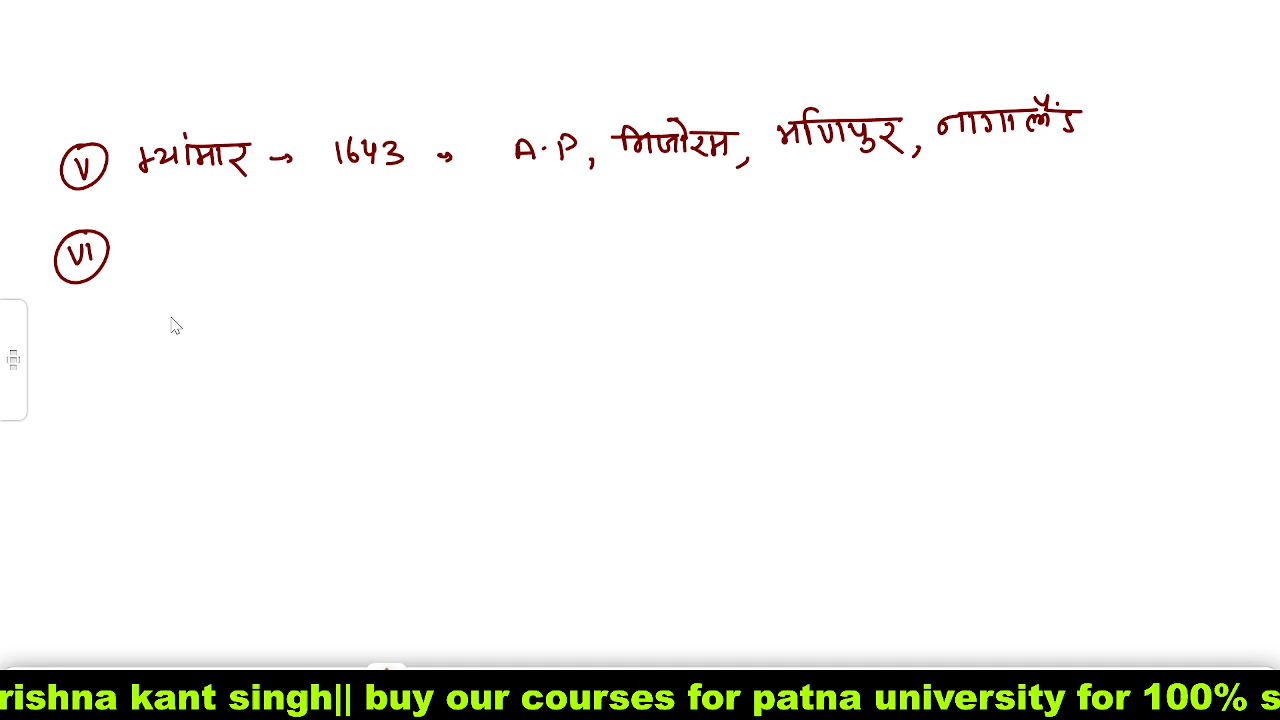 V म्यांमार → 1643 → A.P, मिजोरम, मणिपुर, नागालैंड
VI
rishna kant singh|| buy our courses for patna university for 100% s